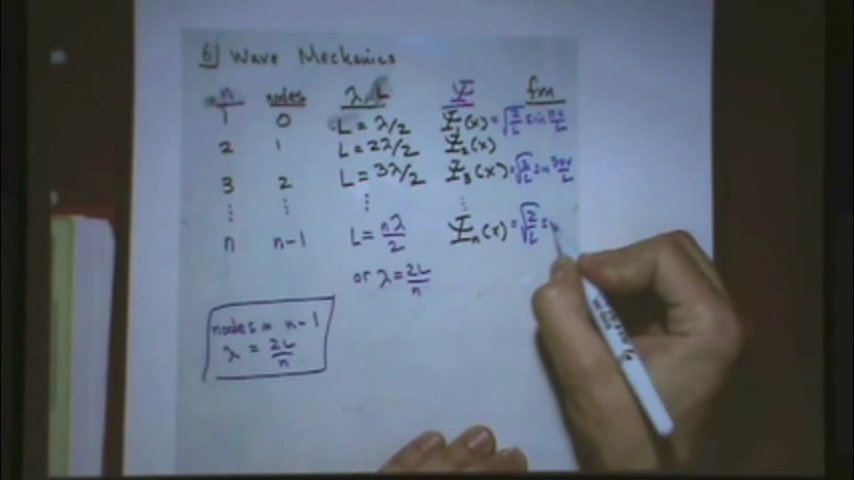 6) Wave Mechanics
n nodes λ, L Ψ fm
1 0 L = λ/2 Ψ₁(x) = √(2/L) sin πx/L
2 1 L = 2λ/2 Ψ₂(x)
3 2 L = 3λ/2 Ψ₃(x) = √(2/L) sin 3πx/L
⋮ ⋮ ⋮ ⋮
n n-1 L = nλ/2 Ψₙ(x) = √(2/L) s
or λ = 2L/n
nodes = n-1
λ = 2L/n